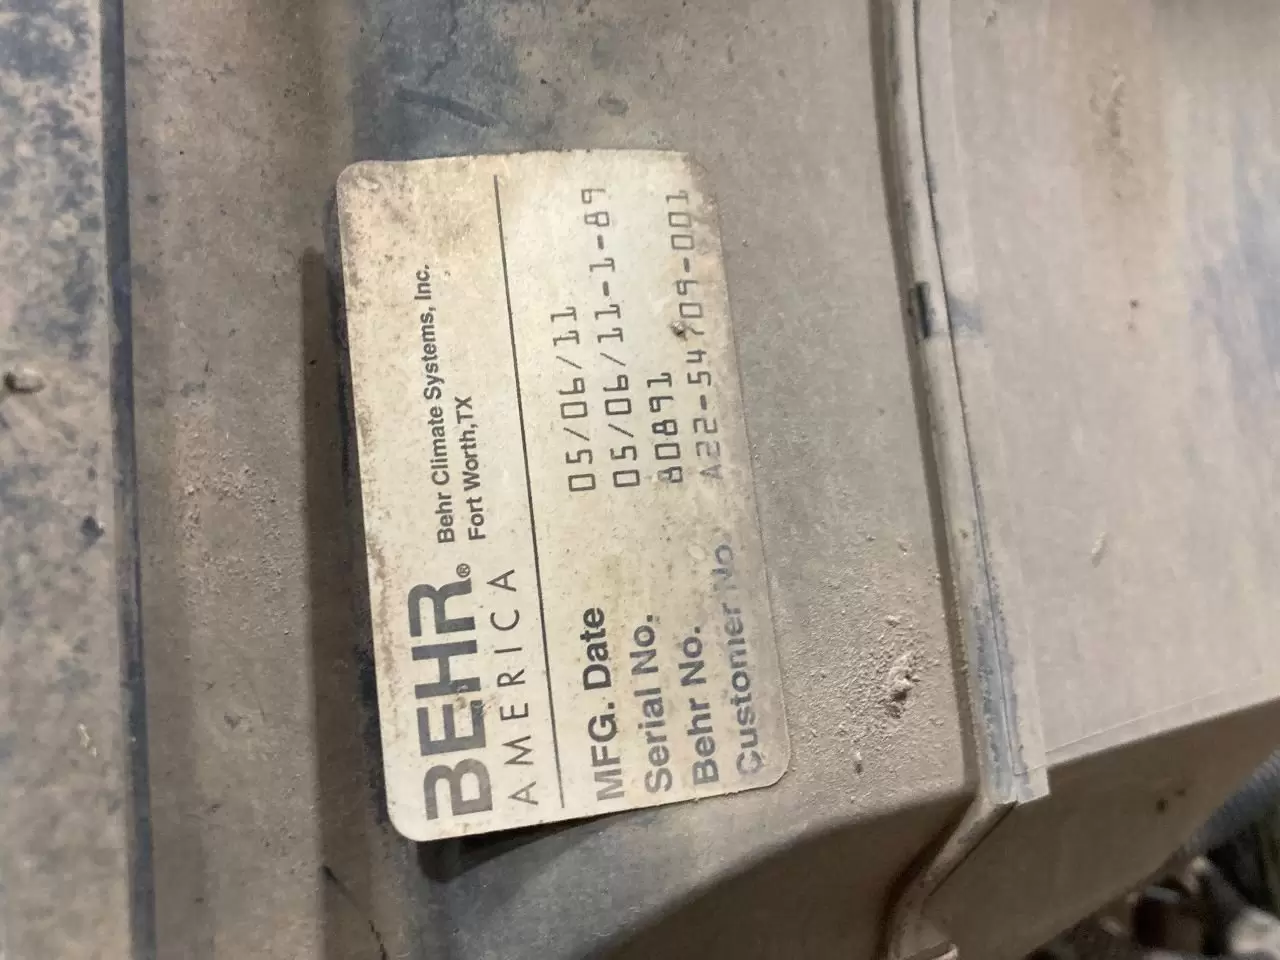 BEHR®
AMERICA
Behr Climate Systems, Inc.
Fort Worth,TX
MFG. Date 05/06/11
Serial No. 05/06/11-1-89
Behr No. 80891
Customer No. A22-54709-001